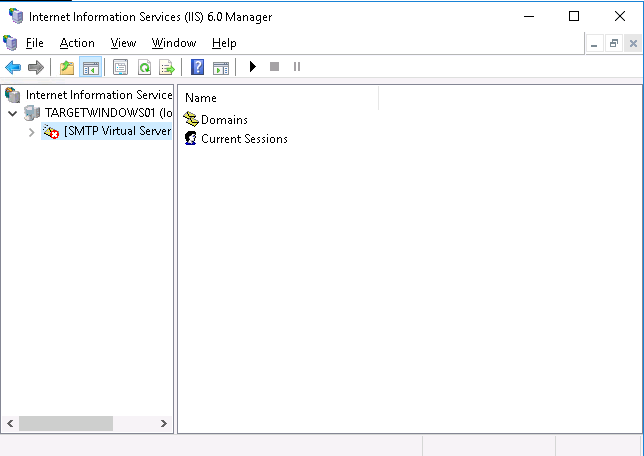 Internet Information Services (IIS) 6.0 Manager
File Action View Window Help
Internet Information Service
TARGETWINDOWS01 (lo
[SMTP Virtual Server
Name
Domains
Current Sessions